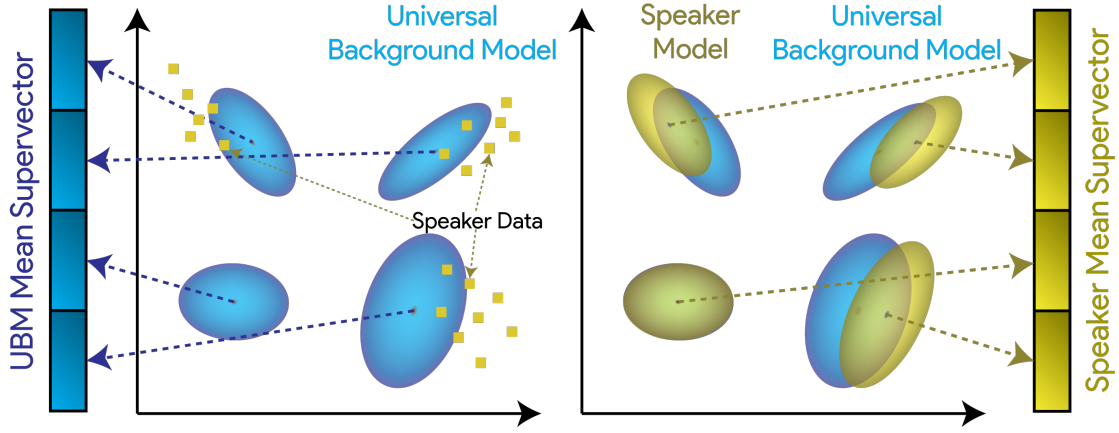 UBM Mean Supervector
Universal
Background Model
Speaker Data
Speaker
Model
Universal
Background Model
Speaker Mean Supervector